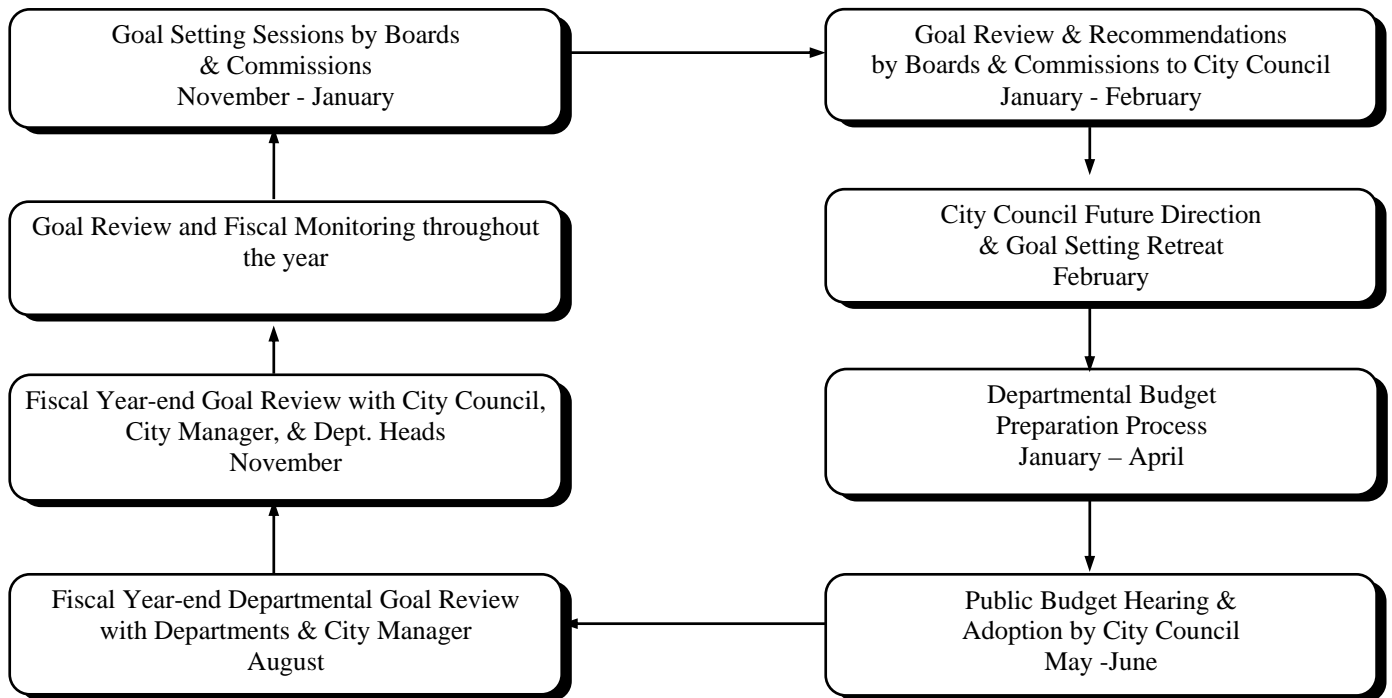 Goal Setting Sessions by Boards
& Commissions
November - January
Goal Review & Recommendations
by Boards & Commissions to City Council
January - February
City Council Future Direction
& Goal Setting Retreat
February
Departmental Budget
Preparation Process
January – April
Public Budget Hearing &
Adoption by City Council
May -June
Fiscal Year-end Departmental Goal Review
with Departments & City Manager
August
Fiscal Year-end Goal Review with City Council,
City Manager, & Dept. Heads
November
Goal Review and Fiscal Monitoring throughout
the year